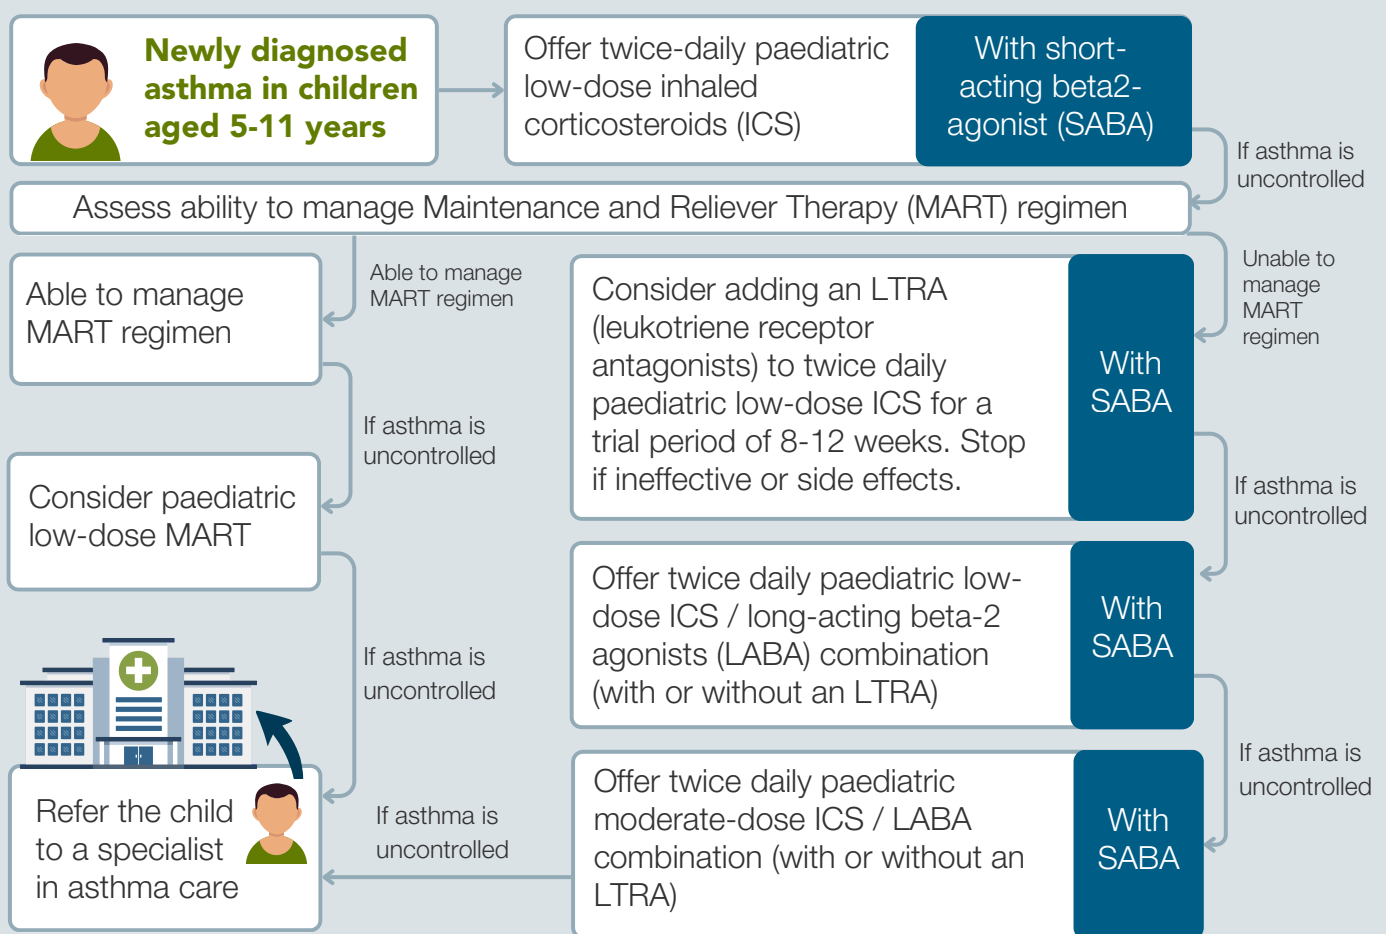 Newly diagnosed
asthma in children
aged 5-11 years
Offer twice-daily paediatric
low-dose inhaled
corticosteroids (ICS)
With short-
acting beta2-
agonist (SABA)
If asthma is
uncontrolled
Assess ability to manage Maintenance and Reliever Therapy (MART) regimen
Able to manage
MART regimen
Able to manage
MART regimen
If asthma is
uncontrolled
Consider paediatric
low-dose MART
If asthma is
uncontrolled
Unable to
manage
MART
regimen
Consider adding an LTRA
(leukotriene receptor
antagonists) to twice daily
paediatric low-dose ICS for a
trial period of 8-12 weeks. Stop
if ineffective or side effects.
With
SABA
If asthma is
uncontrolled
Offer twice daily paediatric low-
dose ICS / long-acting beta-2
agonists (LABA) combination
(with or without an LTRA)
With
SABA
If asthma is
uncontrolled
Offer twice daily paediatric
moderate-dose ICS / LABA
combination (with or without an
LTRA)
With
SABA
If asthma is
uncontrolled
Refer the child
to a specialist
in asthma care